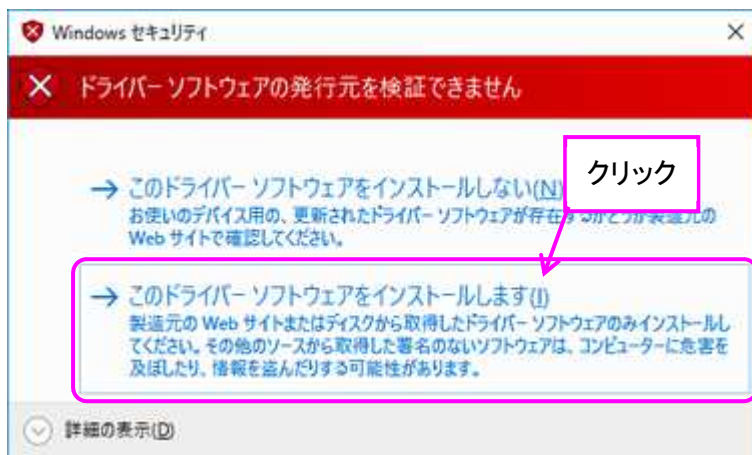 Windows セキュリティ
ドライバー ソフトウェアの発行元を検証できません
クリック
→ このドライバー ソフトウェアをインストールしない(N)
お使いのデバイス用の、更新されたドライバー ソフトウェアが存在するかどうか製造元の
Web サイトで確認してください。
→ このドライバー ソフトウェアをインストールします(I)
製造元の Web サイトまたはディスクから取得したドライバー ソフトウェアのみインストールし
てください。その他のソースから取得した署名のないソフトウェアは、コンピューターに危害を
及ぼしたり、情報を盗んだりする可能性があります。
詳細の表示(D)